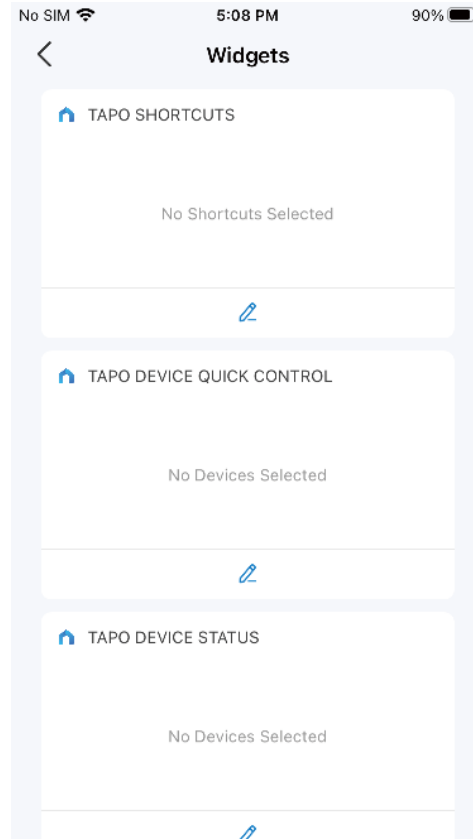 No SIM 5:08 PM 90%
Widgets
TAPO SHORTCUTS
No Shortcuts Selected
TAPO DEVICE QUICK CONTROL
No Devices Selected
TAPO DEVICE STATUS
No Devices Selected